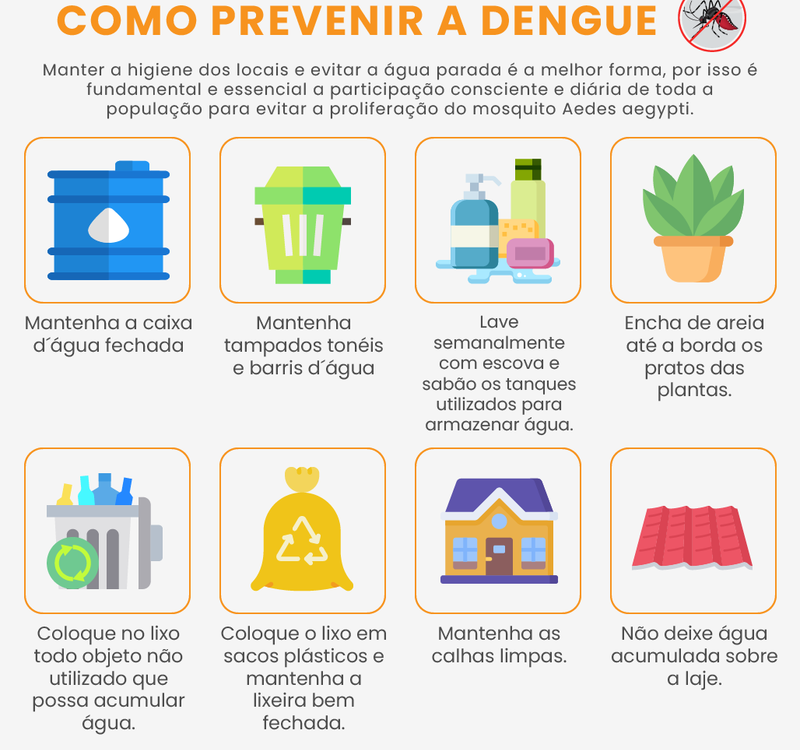 COMO PREVENIR A DENGUE
Manter a higiene dos locais e evitar a água parada é a melhor forma, por isso é
fundamental e essencial a participação consciente e diária de toda a
população para evitar a proliferação do mosquito Aedes aegypti.
Mantenha a caixa
d´água fechada
Mantenha
tampados tonéis
e barris d´água
Lave
semanalmente
com escova e
sabão os tanques
utilizados para
armazenar água.
Encha de areia
até a borda os
pratos das
plantas.
Coloque no lixo
todo objeto não
utilizado que
possa acumular
água.
Coloque o lixo em
sacos plásticos e
mantenha a
lixeira bem
fechada.
Mantenha as
calhas limpas.
Não deixe água
acumulada sobre
a laje.